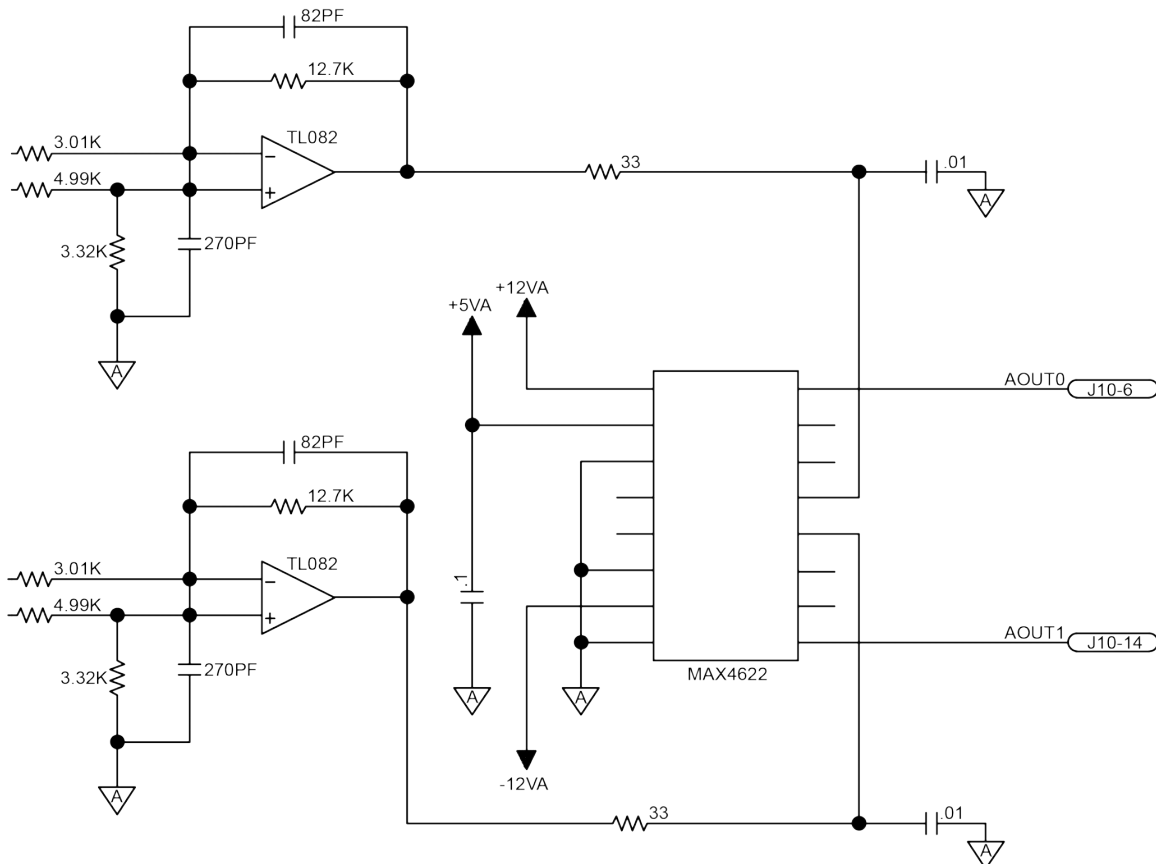 82PF
12.7K
TL082
3.01K
4.99K
3.32K
270PF
33
.01
A
A
+12VA
+5VA
AOUT0
J10-6
82PF
12.7K
TL082
3.01K
4.99K
3.32K
270PF
.1
A
A
A
MAX4622
AOUT1
J10-14
-12VA
33
.01
A